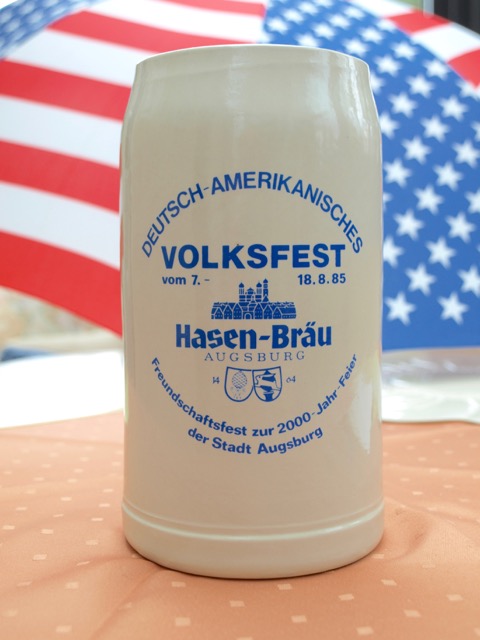 DEUTSCH-AMERIKANISCHES
VOLKSFEST
vom 7.- 18.8.85
Hasen-Bräu
AUGSBURG
14 64
Freundschaftsfest zur 2000-Jahr-Feier
der Stadt Augsburg